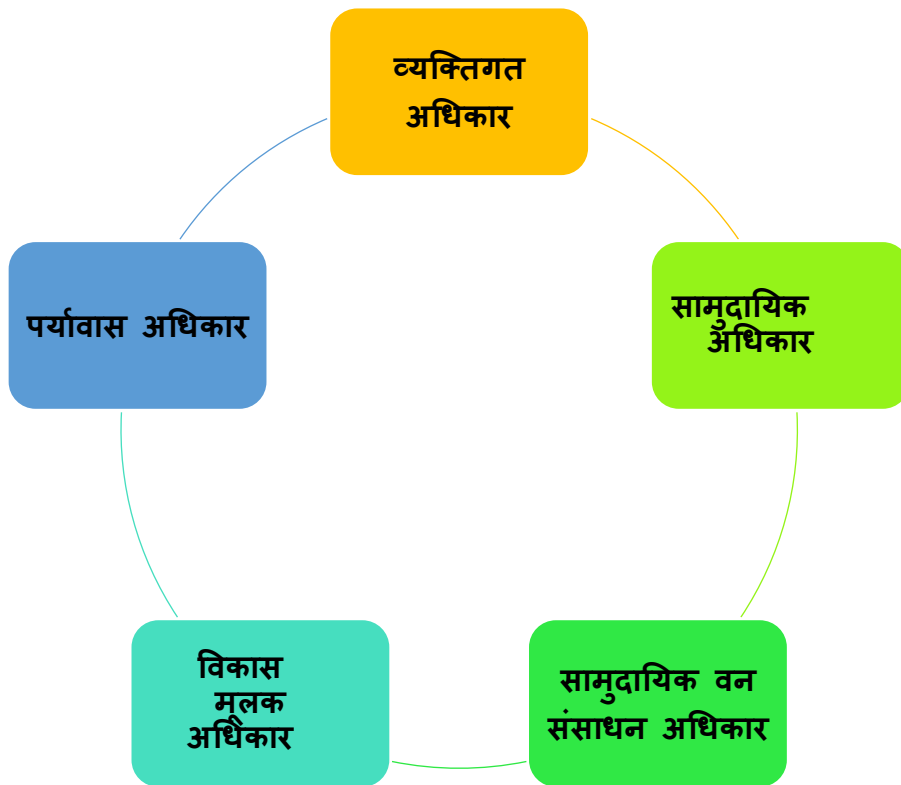 व्यक्तिगत
अधिकार
सामुदायिक
अधिकार
सामुदायिक वन
संसाधन अधिकार
विकास
मूलक
अधिकार
पर्यावास अधिकार